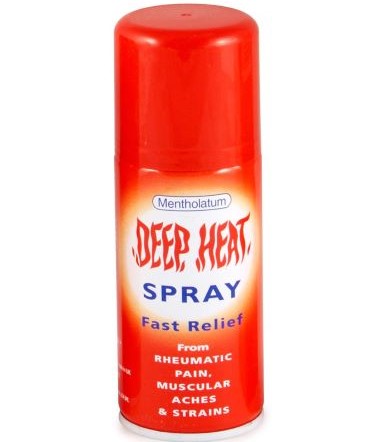 Mentholatum
DEEP HEAT
SPRAY
Fast Relief
From
RHEUMATIC
PAIN,
MUSCULAR
ACHES
& STRAINS